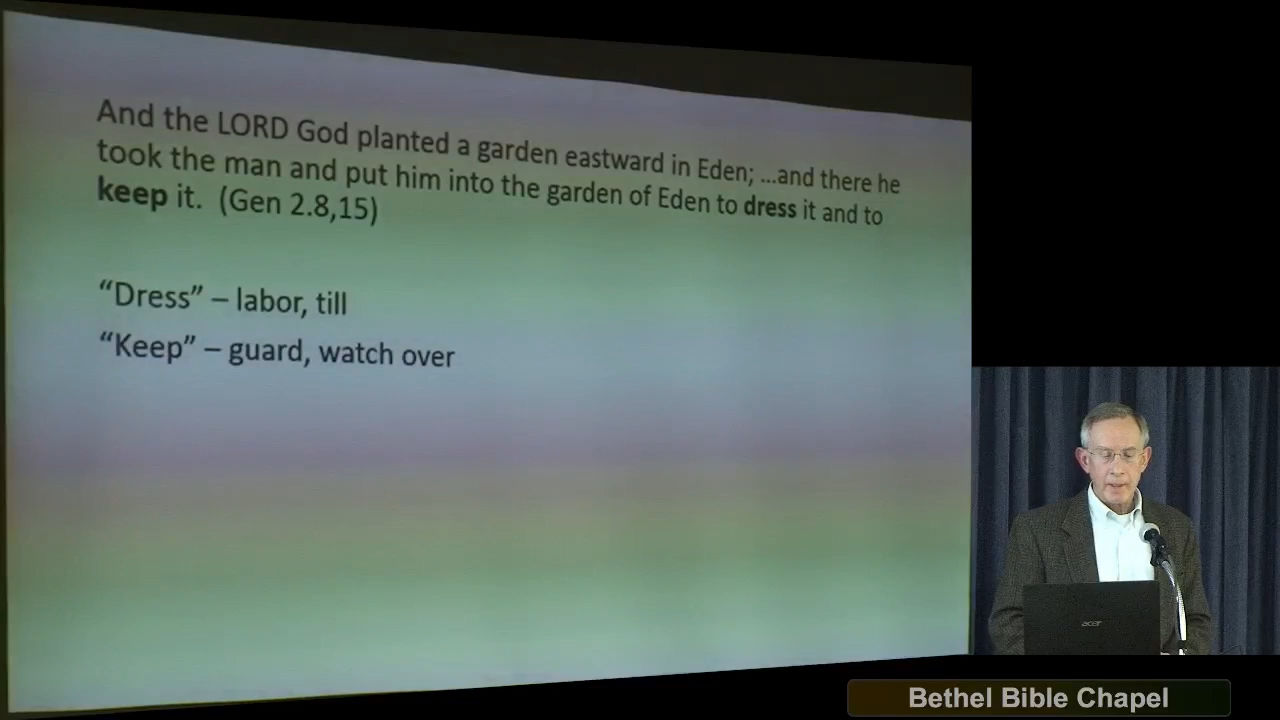 And the LORD God planted a garden eastward in Eden; ...and there he
took the man and put him into the garden of Eden to dress it and to
keep it.  (Gen 2.8,15)
“Dress” – labor, till
“Keep” – guard, watch over
acer
Bethel Bible Chapel